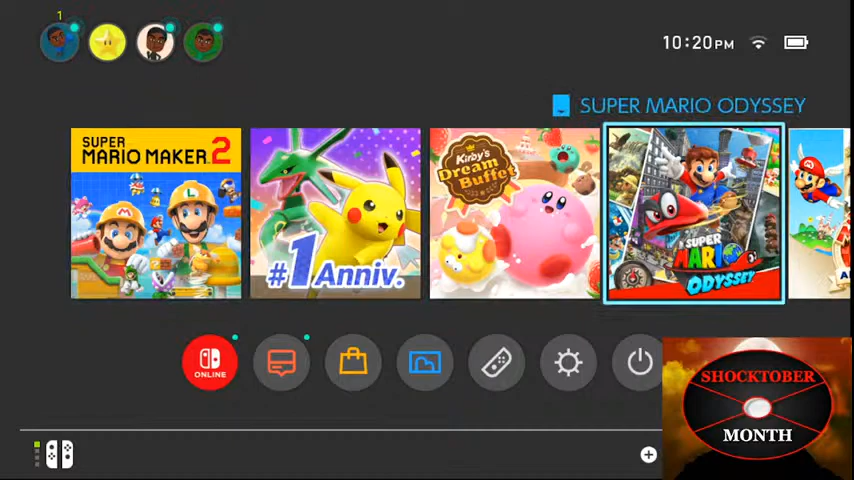 1
10:20PM
SUPER MARIO ODYSSEY
SUPER
MARIO MAKER 2
M
L
#1 Anniv.
Kirby's
Dream
Buffet
SUPER
MARIO
ODYSSEY
ONLINE
SHOCKTOBER
MONTH